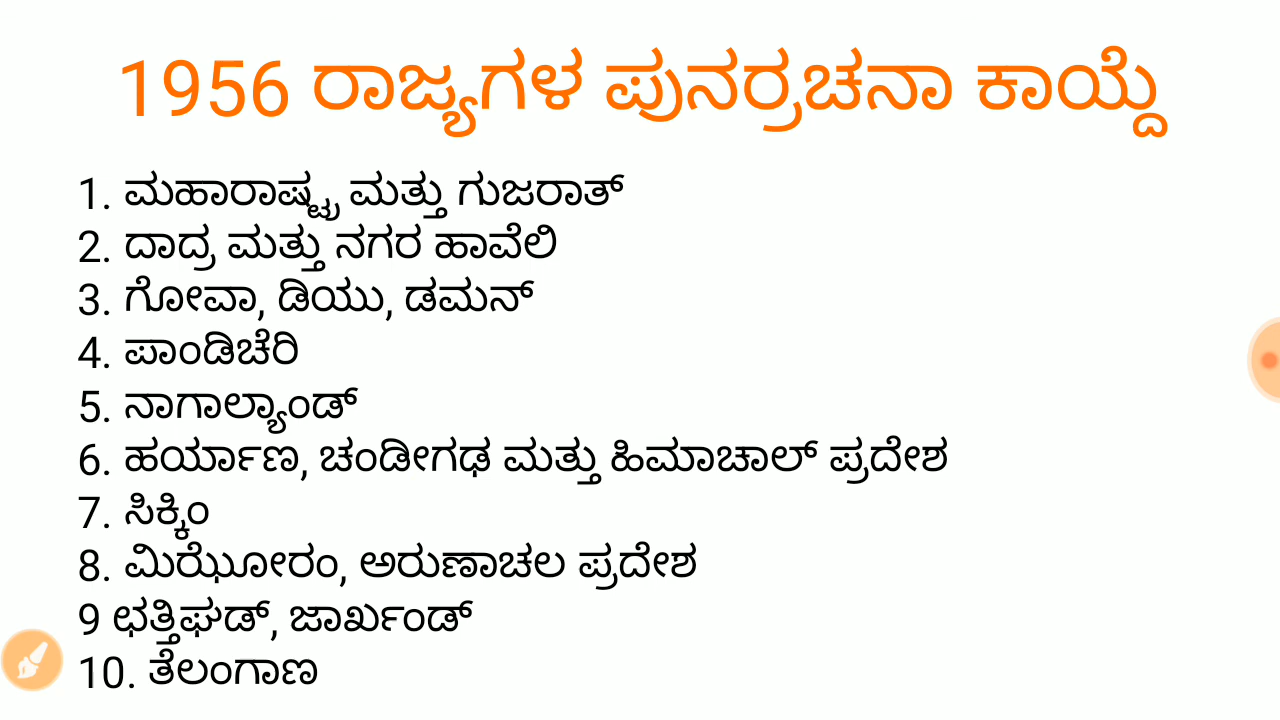 1956 ರಾಜ್ಯಗಳ ಪುನರ್ರಚನಾ ಕಾಯ್ದೆ
1. ಮಹಾರಾಷ್ಟ್ರ ಮತ್ತು ಗುಜರಾತ್
2. ದಾದ್ರ ಮತ್ತು ನಗರ ಹಾವೆಲಿ
3. ಗೋವಾ, ಡಿಯು, ಡಮನ್
4. ಪಾಂಡಿಚೆರಿ
5. ನಾಗಾಲ್ಯಾಂಡ್
6. ಹರ್ಯಾಣ, ಚಂಡೀಗಢ ಮತ್ತು ಹಿಮಾಚಾಲ್ ಪ್ರದೇಶ
7. ಸಿಕ್ಕಿಂ
8. ಮಿಝೋರಂ, ಅರುಣಾಚಲ ಪ್ರದೇಶ
9 ಛತ್ತಿಘಡ್, ಜಾರ್ಖಂಡ್
10. ತೆಲಂಗಾಣ